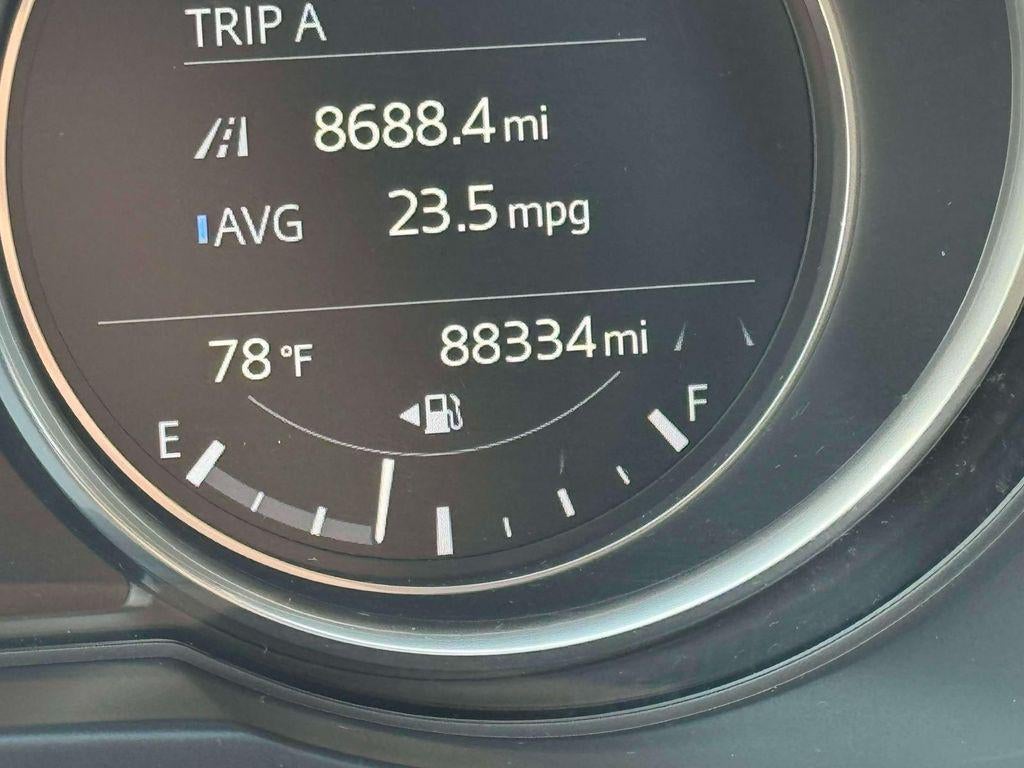 TRIP A
8688.4 mi
AVG 23.5 mpg
78 °F 88334 mi
E F